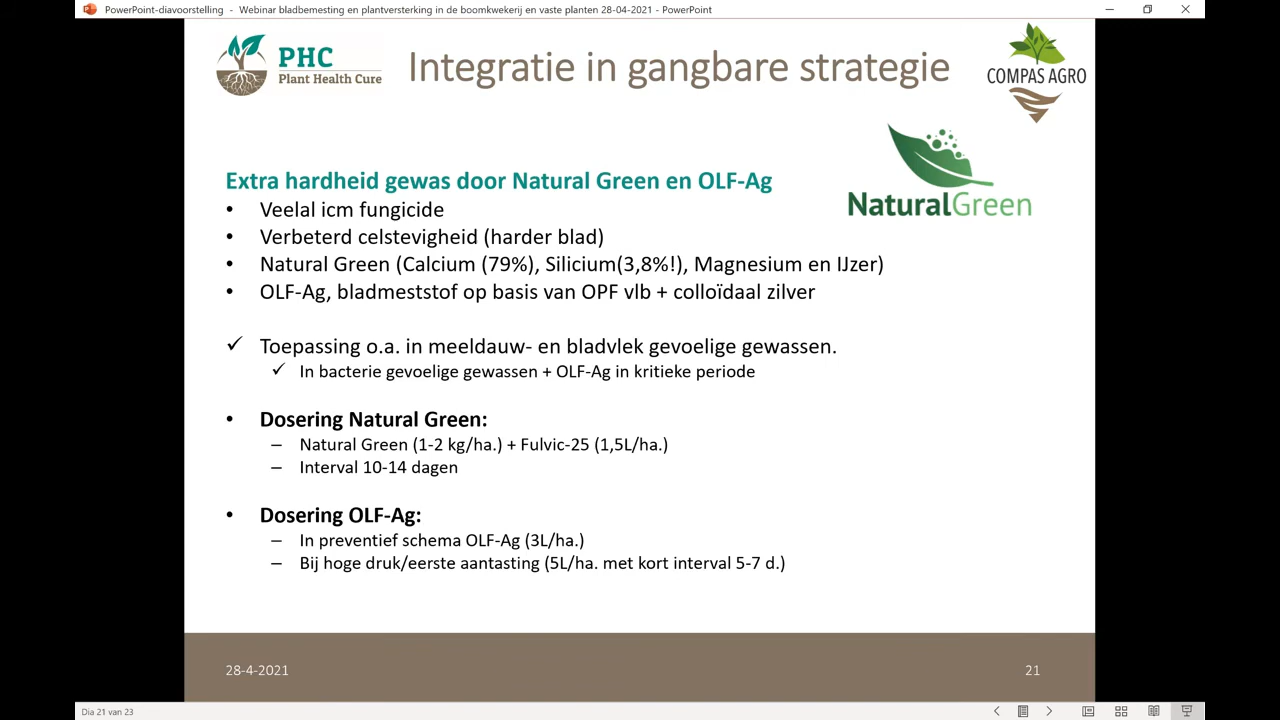 PowerPoint-diavoorstelling - Webinar bladbemesting en plantversterking in de boomkwekerij en vaste planten 28-04-2021 - PowerPoint
PHC
Plant Health Cure
Integratie in gangbare strategie
COMPAS AGRO
NaturalGreen
Extra hardheid gewas door Natural Green en OLF-Ag
• Veelal icm fungicide
• Verbeterd celstevigheid (harder blad)
• Natural Green (Calcium (79%), Silicium(3,8%!), Magnesium en IJzer)
• OLF-Ag, bladmeststof op basis van OPF vlb + colloïdaal zilver
✓ Toepassing o.a. in meeldauw- en bladvlek gevoelige gewassen.
✓ In bacterie gevoelige gewassen + OLF-Ag in kritieke periode
• Dosering Natural Green:
– Natural Green (1-2 kg/ha.) + Fulvic-25 (1,5L/ha.)
– Interval 10-14 dagen
• Dosering OLF-Ag:
– In preventief schema OLF-Ag (3L/ha.)
– Bij hoge druk/eerste aantasting (5L/ha. met kort interval 5-7 d.)
28-4-2021
21
Dia 21 van 23